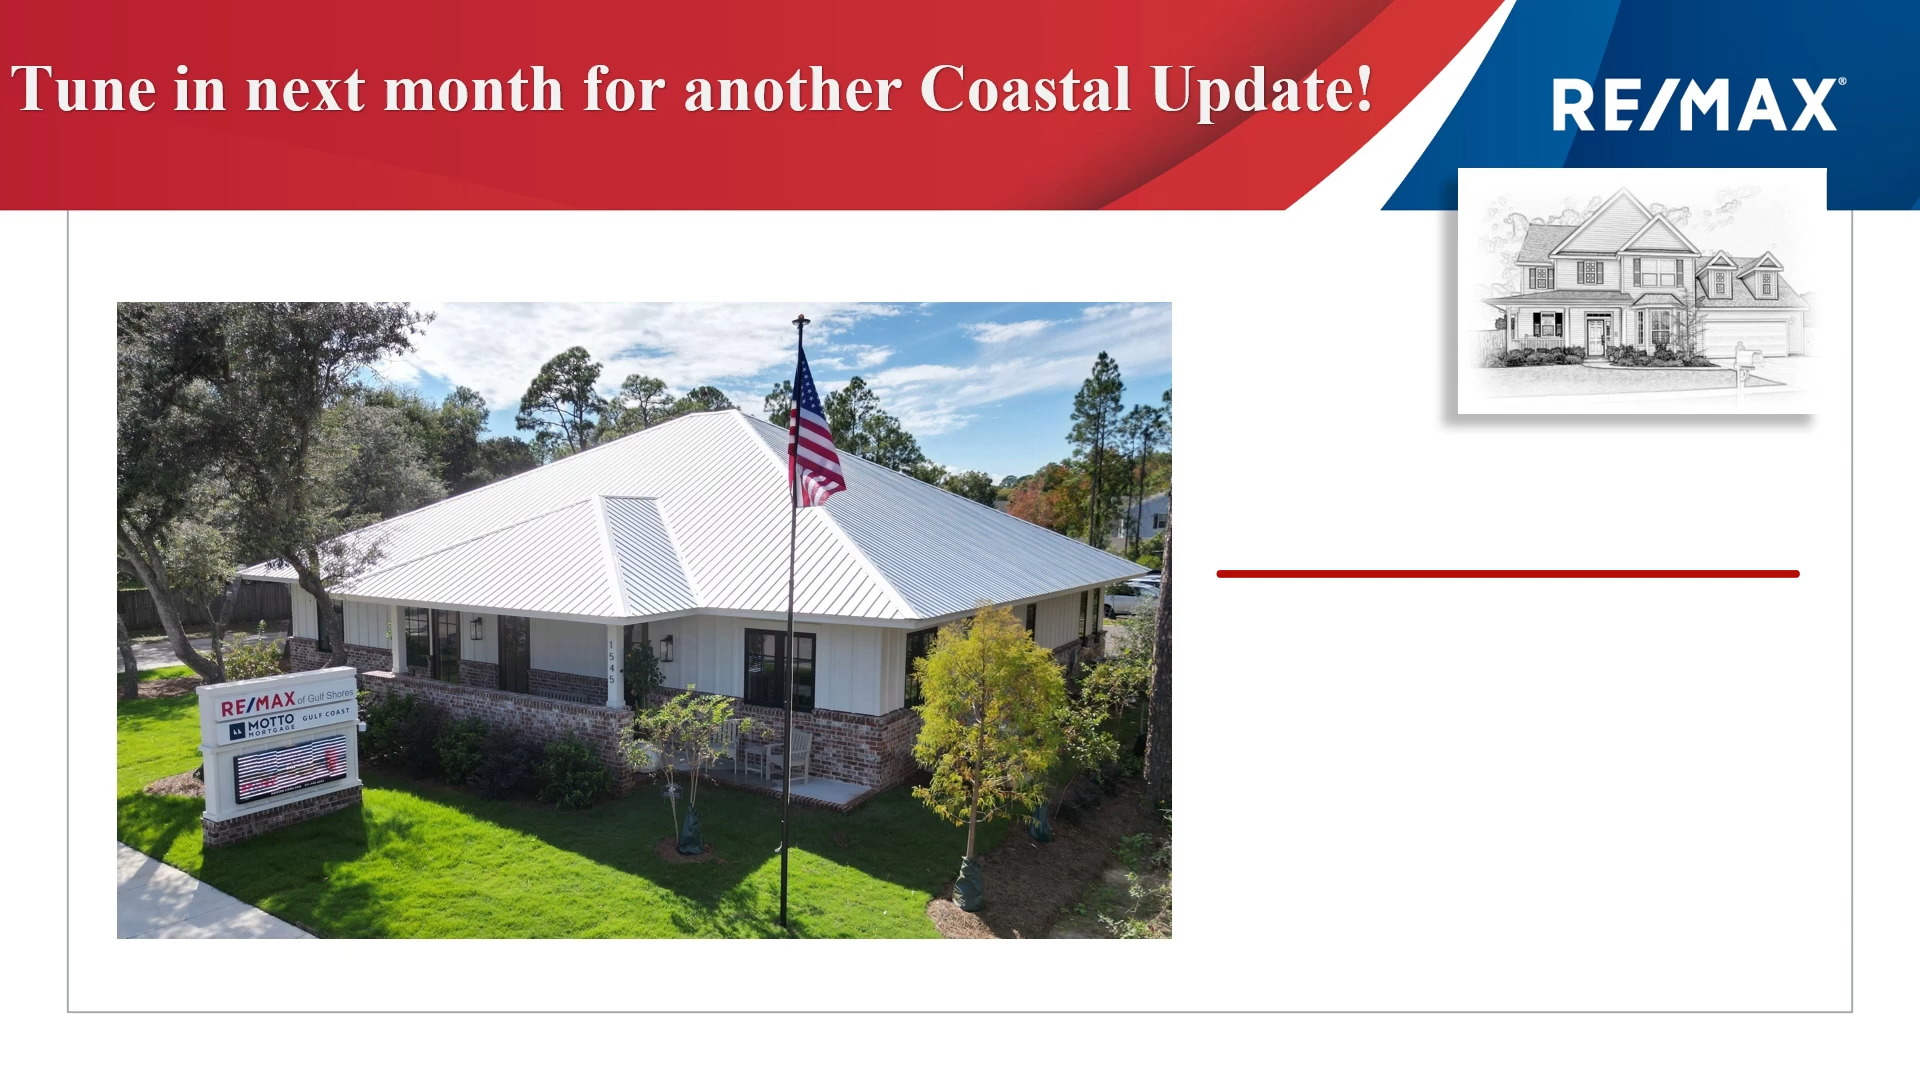 Tune in next month for another Coastal Update!
RE/MAX®
1545
RE/MAX of Gulf Shores
MOTTO MORTGAGE GULF COAST